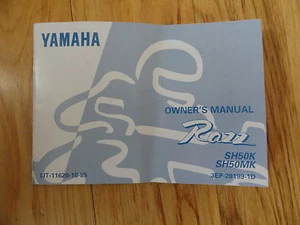 YAMAHA
OWNER'S MANUAL
Razz
SH50K
SH50MK
LIT-11626-10-25
3EP-28199-1D